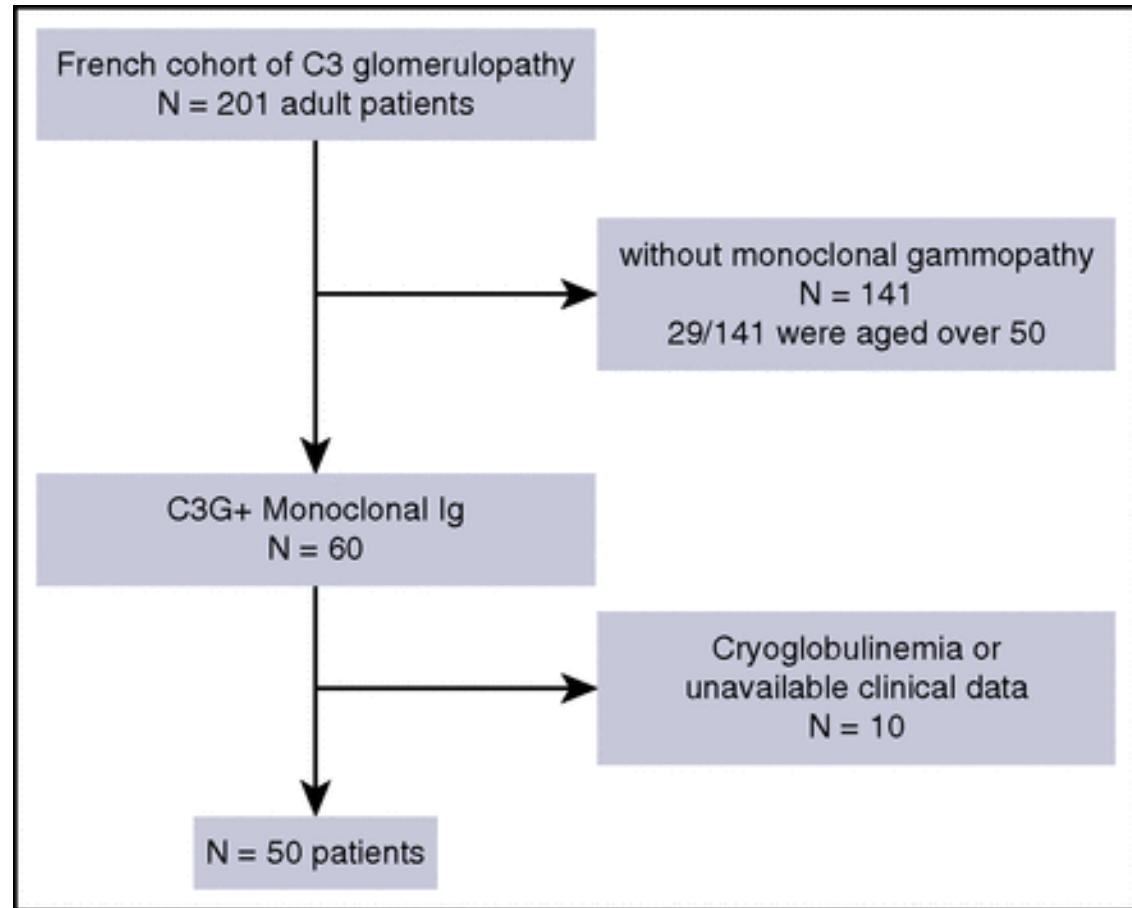 French cohort of C3 glomerulopathy
N = 201 adult patients
without monoclonal gammopathy
N = 141
29/141 were aged over 50
C3G+ Monoclonal Ig
N = 60
Cryoglobulinemia or
unavailable clinical data
N = 10
N = 50 patients